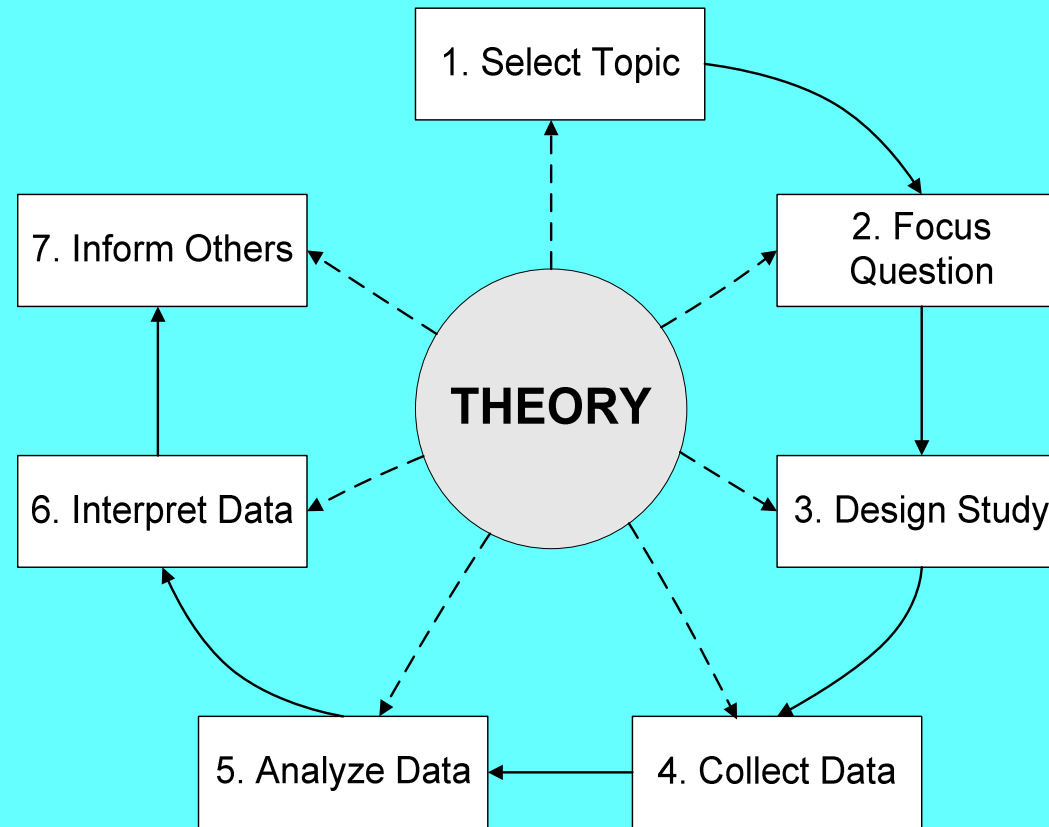 1. Select Topic
2. Focus
Question
3. Design Study
4. Collect Data
5. Analyze Data
6. Interpret Data
7. Inform Others
THEORY